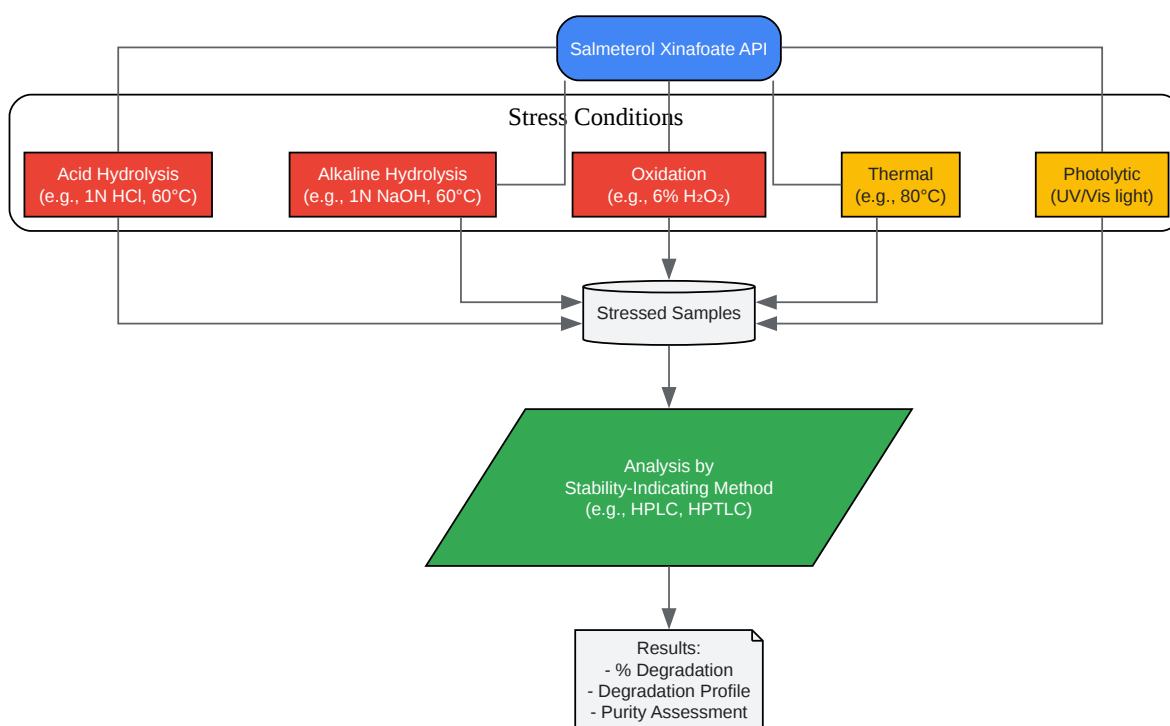 Salmeterol Xinafoate API
Stress Conditions
Acid Hydrolysis
(e.g., 1N HCl, 60°C)
Alkaline Hydrolysis
(e.g., 1N NaOH, 60°C)
Oxidation
(e.g., 6% H₂O₂)
Thermal
(e.g., 80°C)
Photolytic
(UV/Vis light)
Stressed Samples
Analysis by
Stability-Indicating Method
(e.g., HPLC, HPTLC)
Results:
- % Degradation
- Degradation Profile
- Purity Assessment